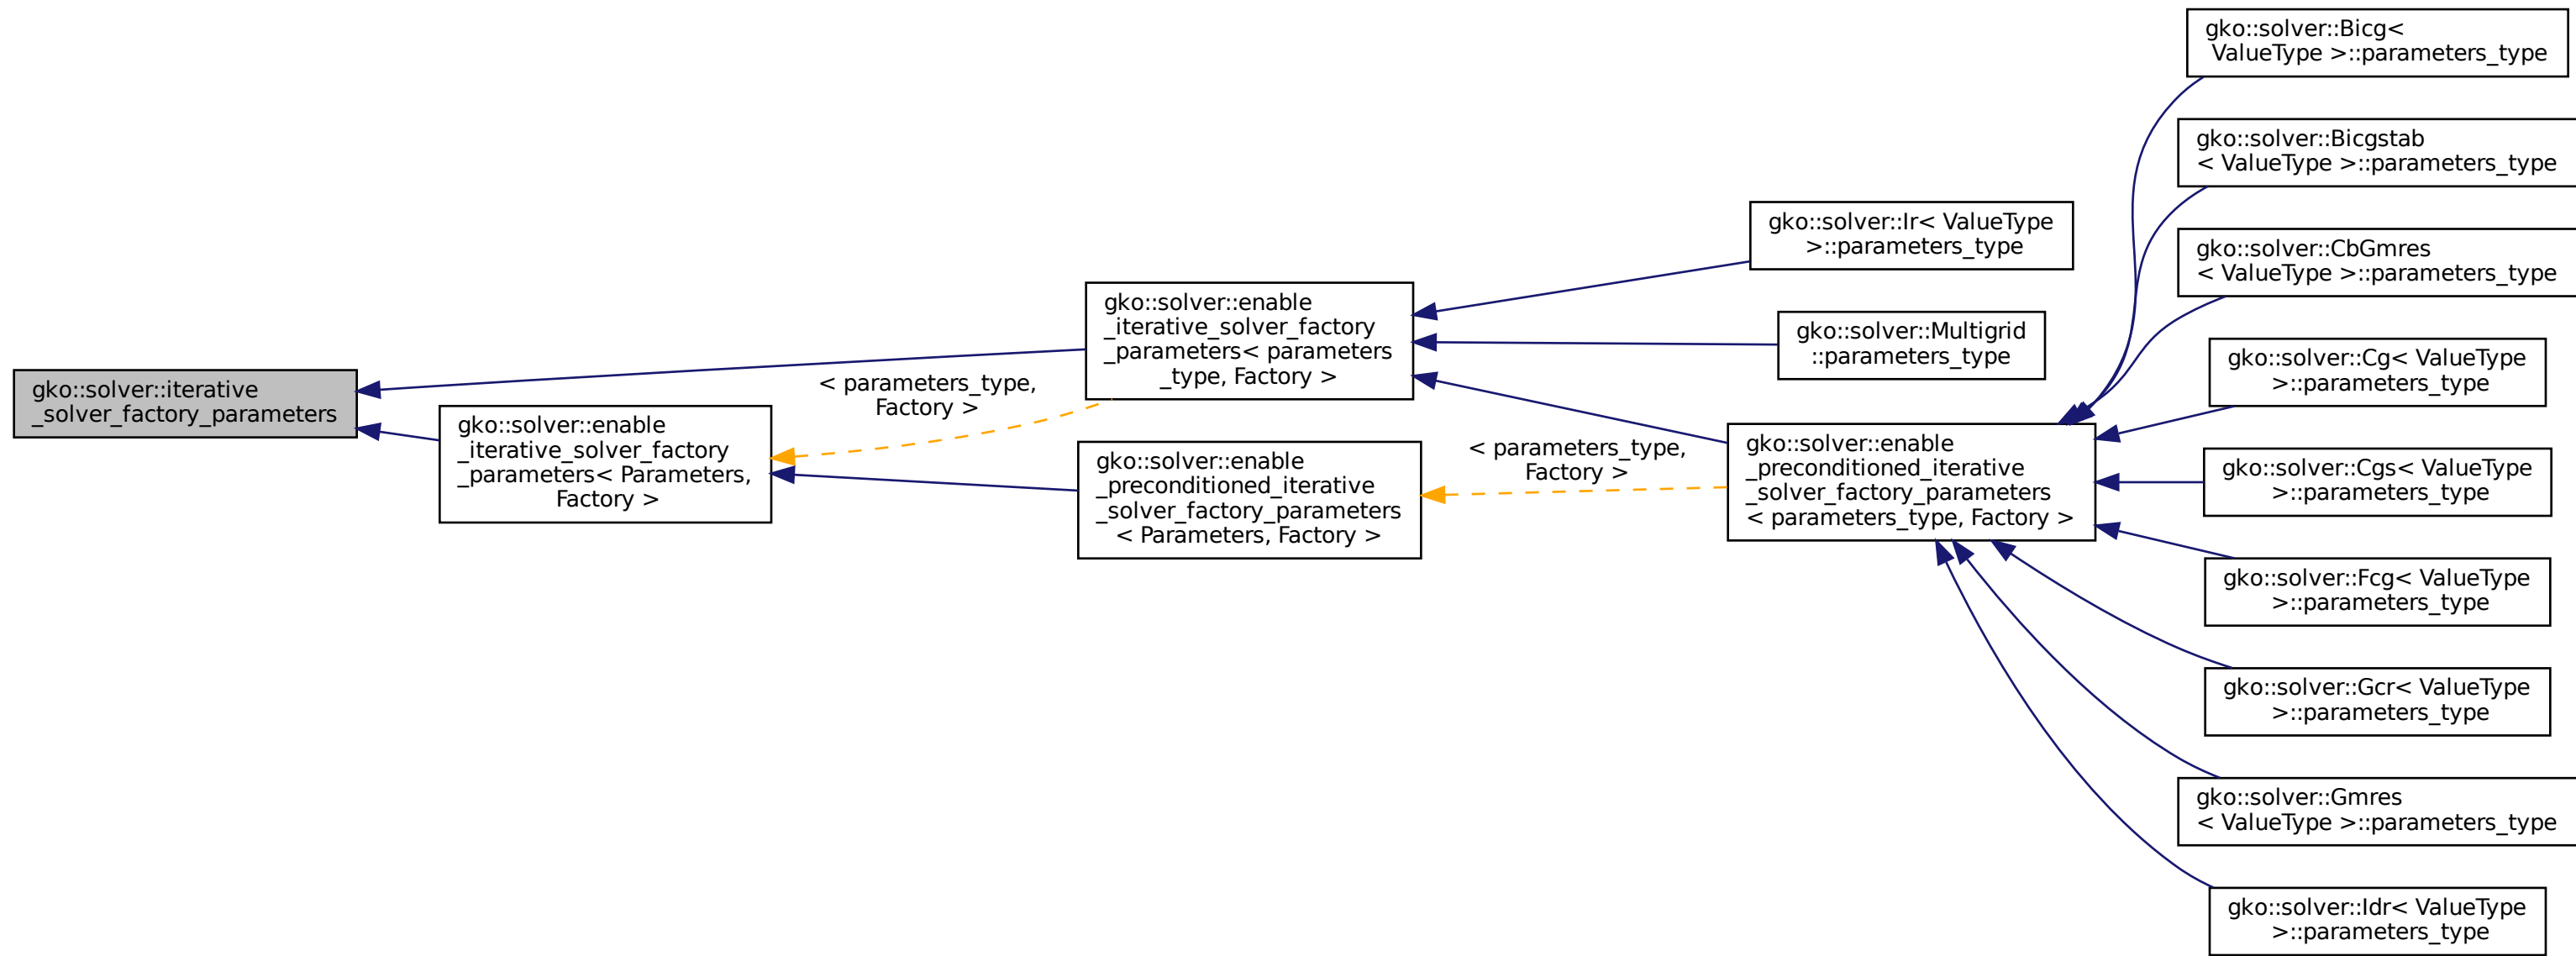 gko::solver::iterative
_solver_factory_parameters
gko::solver::enable
_iterative_solver_factory
_parameters< Parameters,
Factory >
< parameters_type,
Factory >
gko::solver::enable
_iterative_solver_factory
_parameters< parameters
_type, Factory >
gko::solver::enable
_preconditioned_iterative
_solver_factory_parameters
< Parameters, Factory >
< parameters_type,
Factory >
gko::solver::Ir< ValueType
>::parameters_type
gko::solver::Multigrid
::parameters_type
gko::solver::enable
_preconditioned_iterative
_solver_factory_parameters
< parameters_type, Factory >
gko::solver::Bicg<
ValueType >::parameters_type
gko::solver::Bicgstab
< ValueType >::parameters_type
gko::solver::CbGmres
< ValueType >::parameters_type
gko::solver::Cg< ValueType
>::parameters_type
gko::solver::Cgs< ValueType
>::parameters_type
gko::solver::Fcg< ValueType
>::parameters_type
gko::solver::Gcr< ValueType
>::parameters_type
gko::solver::Gmres
< ValueType >::parameters_type
gko::solver::Idr< ValueType
>::parameters_type